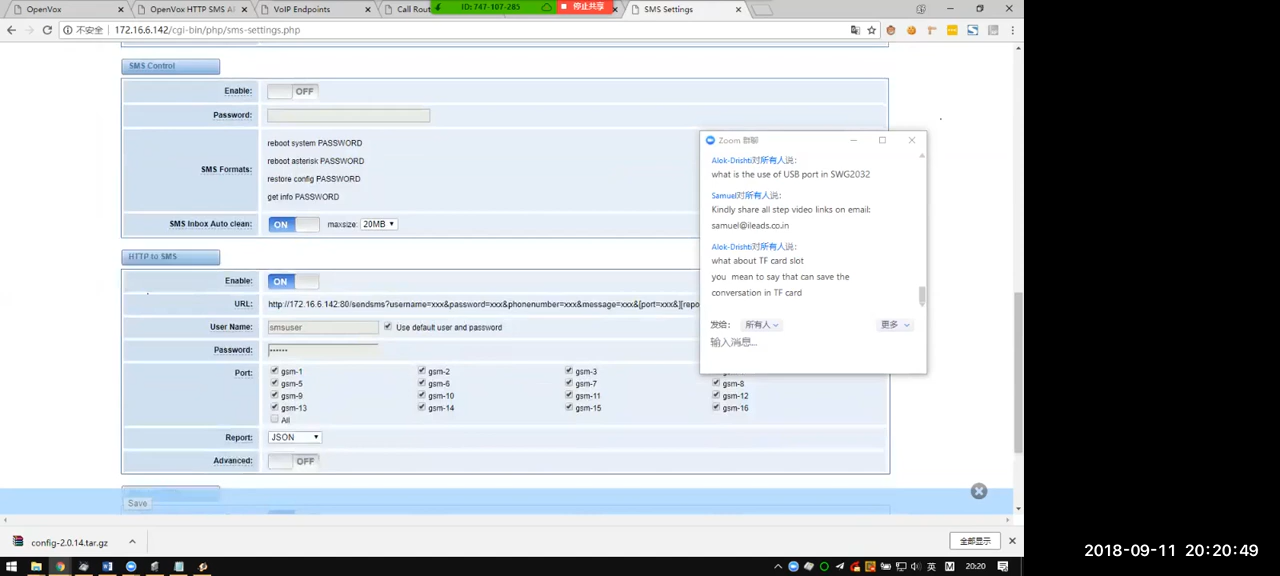 OpenVox
OpenVox HTTP SMS AP
VoIP Endpoints
Call Rout
ID: 747-107-285
停止共享
SMS Settings
不安全
172.16.6.142/cgi-bin/php/sms-settings.php
SMS Control
Enable:
OFF
Password:
SMS Formats:
reboot system PASSWORD
reboot asterisk PASSWORD
restore config PASSWORD
get info PASSWORD
SMS Inbox Auto clean:
ON
maxsize:
20MB
HTTP to SMS
Enable:
ON
URL:
http://172.16.6.142:80/sendsms?username=xxx&password=xxx&phonenumber=xxx&message=xxx&[port=xxx&][repo
User Name:
smsuser
Use default user and password
Password:
Port:
gsm-1 gsm-2 gsm-3
gsm-5 gsm-6 gsm-7 gsm-8
gsm-9 gsm-10 gsm-11 gsm-12
gsm-13 gsm-14 gsm-15 gsm-16
All
Report:
JSON
Advanced:
OFF
Save
Zoom 群聊
Alok-Drishti对所有人说:
what is the use of USB port in SWG2032
Samuel对所有人说:
Kindly share all step video links on email:
samuel@ileads.co.in
Alok-Drishti对所有人说:
what about TF card slot
you mean to say that can save the
conversation in TF card
发给:
所有人
更多
输入消息...
config-2.0.14.tar.gz
全部显示
英
M
20:20
2018-09-11 20:20:49